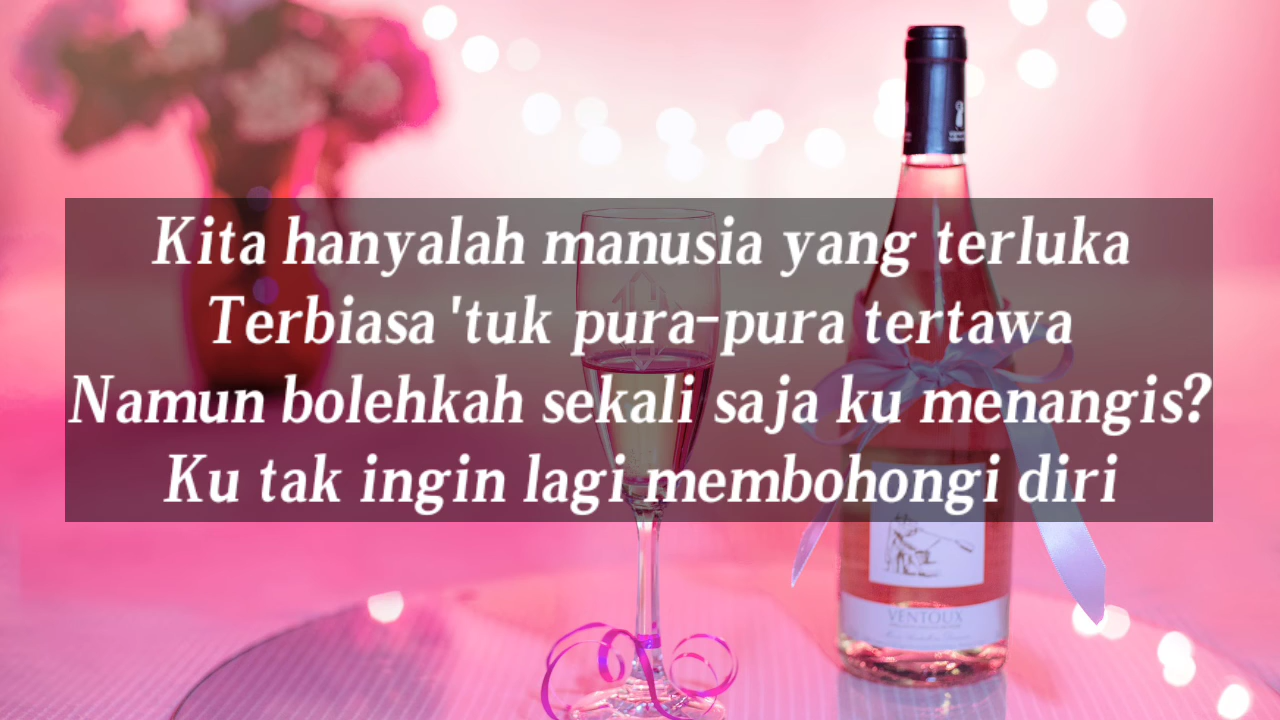 Kita hanyalah manusia yang terluka
Terbiasa 'tuk pura-pura tertawa
Namun bolehkah sekali saja ku menangis?
Ku tak ingin lagi membohongi diri
VENTOUX